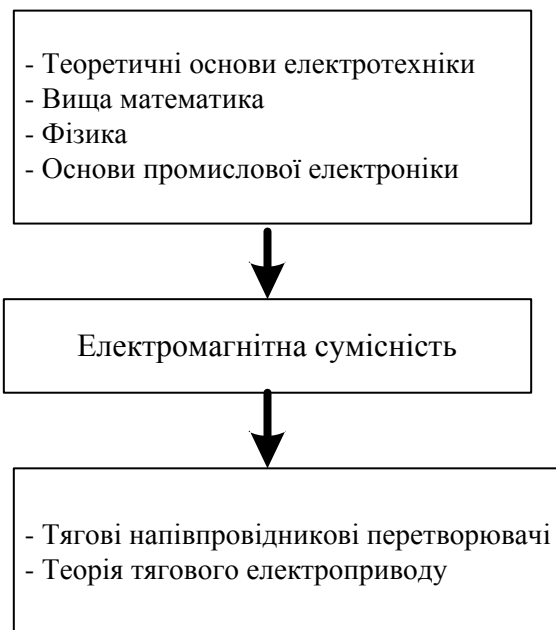 - Теоретичні основи електротехніки
- Вища математика
- Фізика
- Основи промислової електроніки
Електромагнітна сумісність
- Тягові напівпровідникові перетворювачі
- Теорія тягового електроприводу